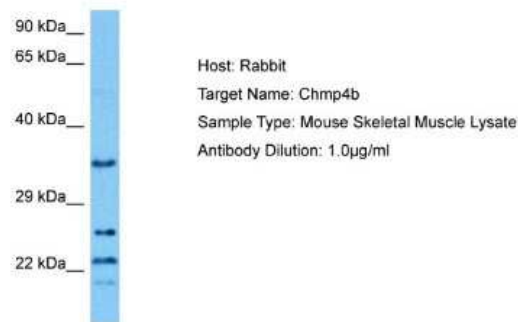 90 kDa
65 kDa
40 kDa
29 kDa
22 kDa
Host: Rabbit
Target Name: Chmp4b
Sample Type: Mouse Skeletal Muscle Lysate
Antibody Dilution: 1.0µg/ml